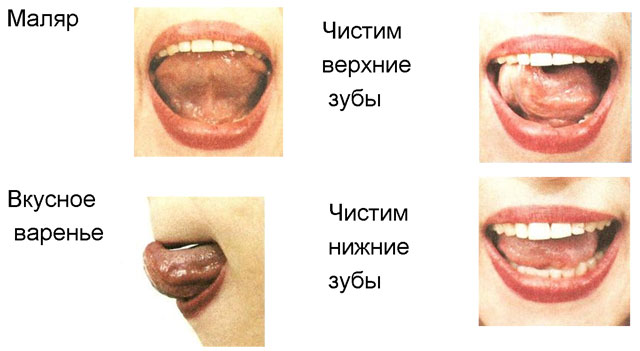 Маляр
Чистим
верхние
зубы
Вкусное
варенье
Чистим
нижние
зубы